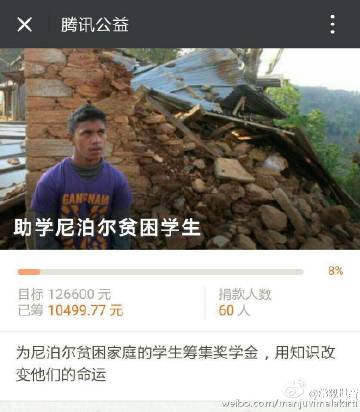 腾讯公益
GANGNAM
助学尼泊尔贫困学生
8%
目标 126600 元
捐款人数
已筹 10499.77 元
60 人
为尼泊尔贫困家庭的学生筹集奖学金，用知识改
变他们的命运
weibo.com/manjuvimalakirti